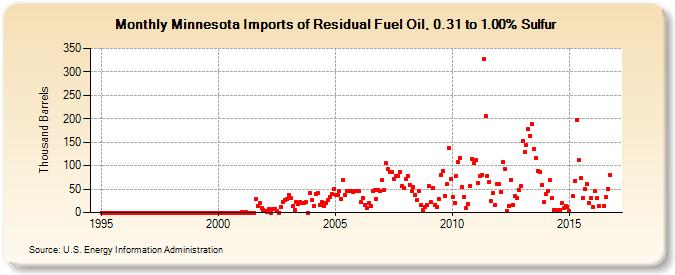 Monthly Minnesota Imports of Residual Fuel Oil, 0.31 to 1.00% Sulfur
Thousand Barrels
350
300
250
200
150
100
50
0
1995 2000 2005 2010 2015
Source: U.S. Energy Information Administration